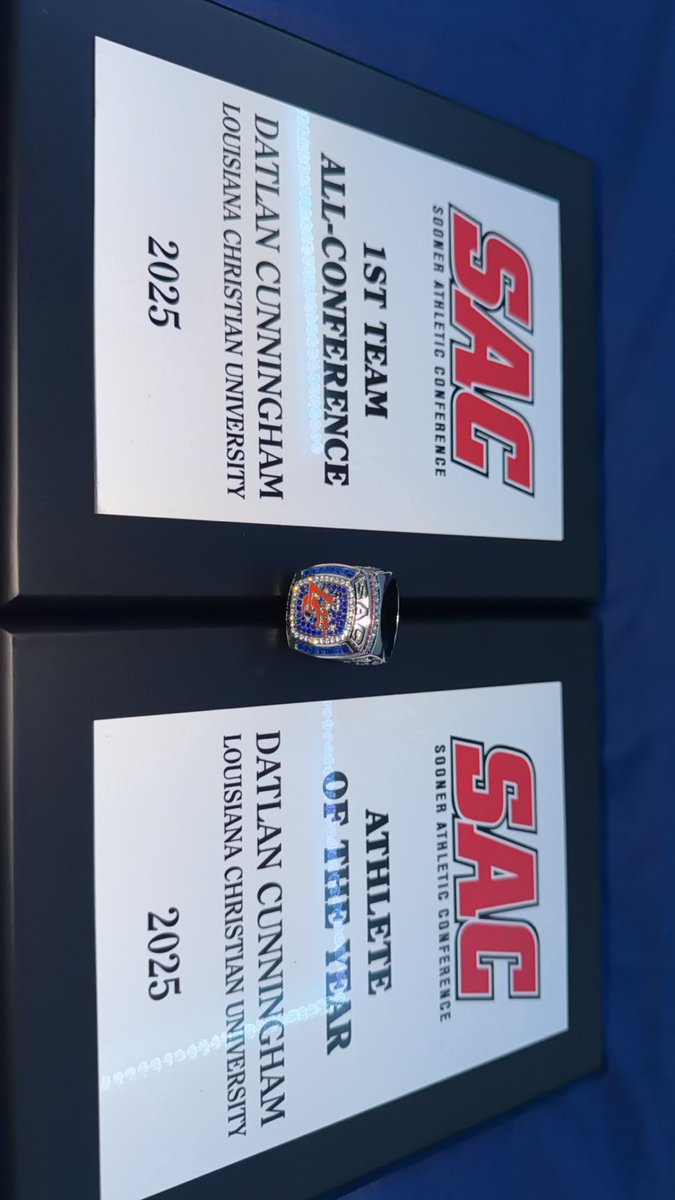 SAC
SOONER ATHLETIC CONFERENCE
1ST TEAM
ALL-CONFERENCE
DATLAN CUNNINGHAM
LOUISIANA CHRISTIAN UNIVERSITY
2025
SAC
SAC
SOONER ATHLETIC CONFERENCE
ATHLETE
OF THE YEAR
DATLAN CUNNINGHAM
LOUISIANA CHRISTIAN UNIVERSITY
2025